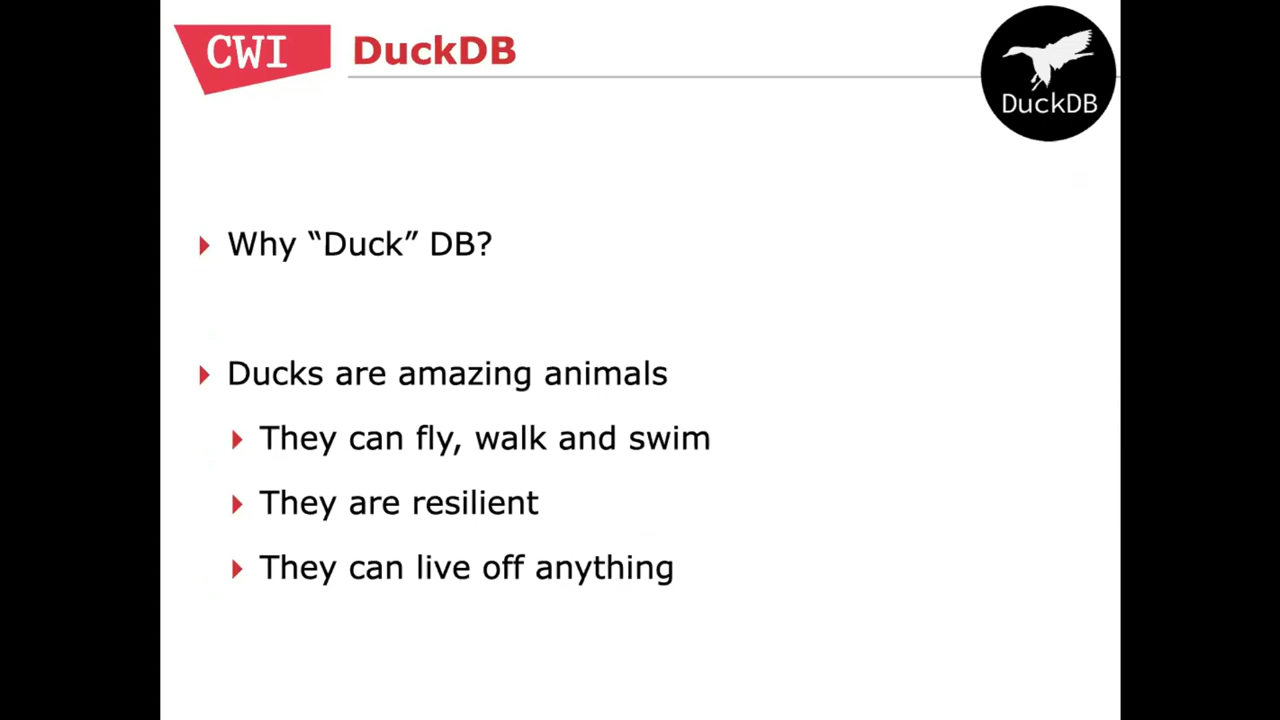 CWI
DuckDB
DuckDB
Why “Duck” DB?
Ducks are amazing animals
They can fly, walk and swim
They are resilient
They can live off anything